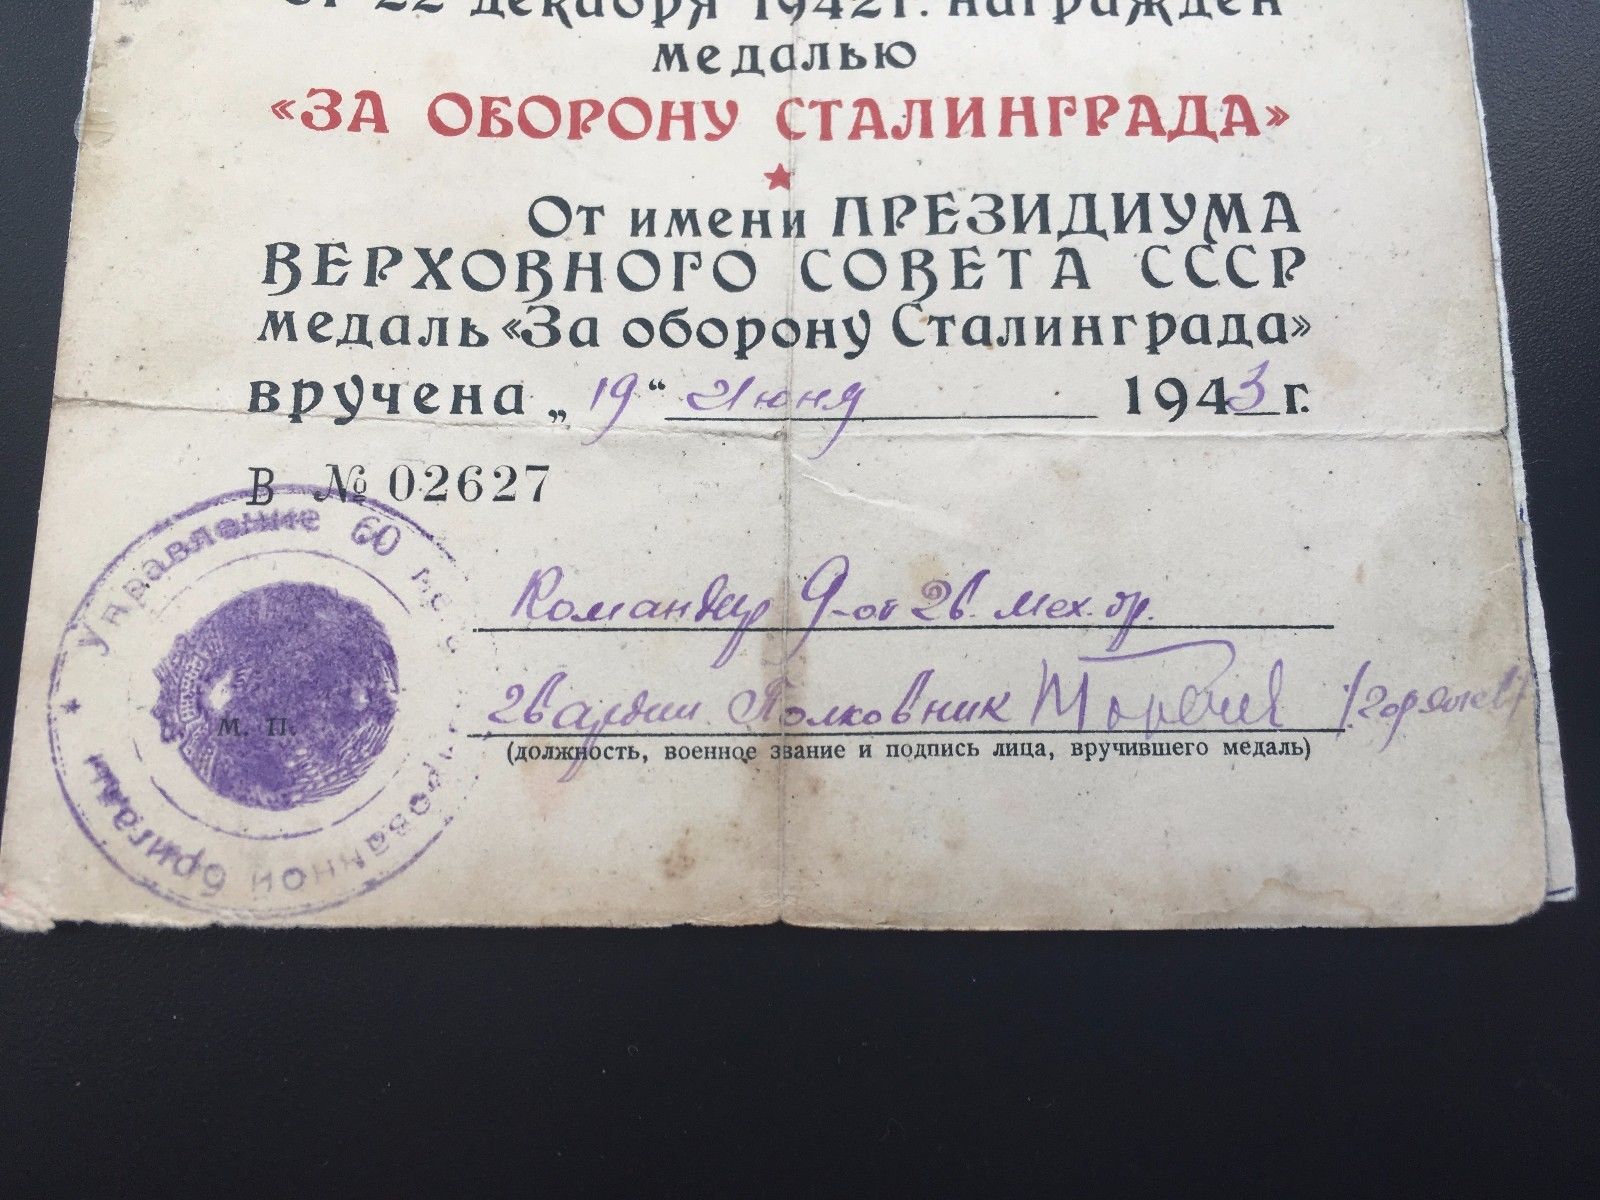 от 22 декабря 1942 г. награжден
медалью
«ЗА ОБОРОНУ СТАЛИНГРАДА»
От имени ПРЕЗИДИУМА
ВЕРХОВНОГО СОВЕТА СССР
медаль «За оборону Сталинграда»
вручена „ 19 “ Июня 1943 г.
В № 02627
Управление 60 бригады
М. П.
Командир 9-ой гв. мех. бр.
гвардии Полковник
(должность, военное звание и подпись лица, вручившего медаль)